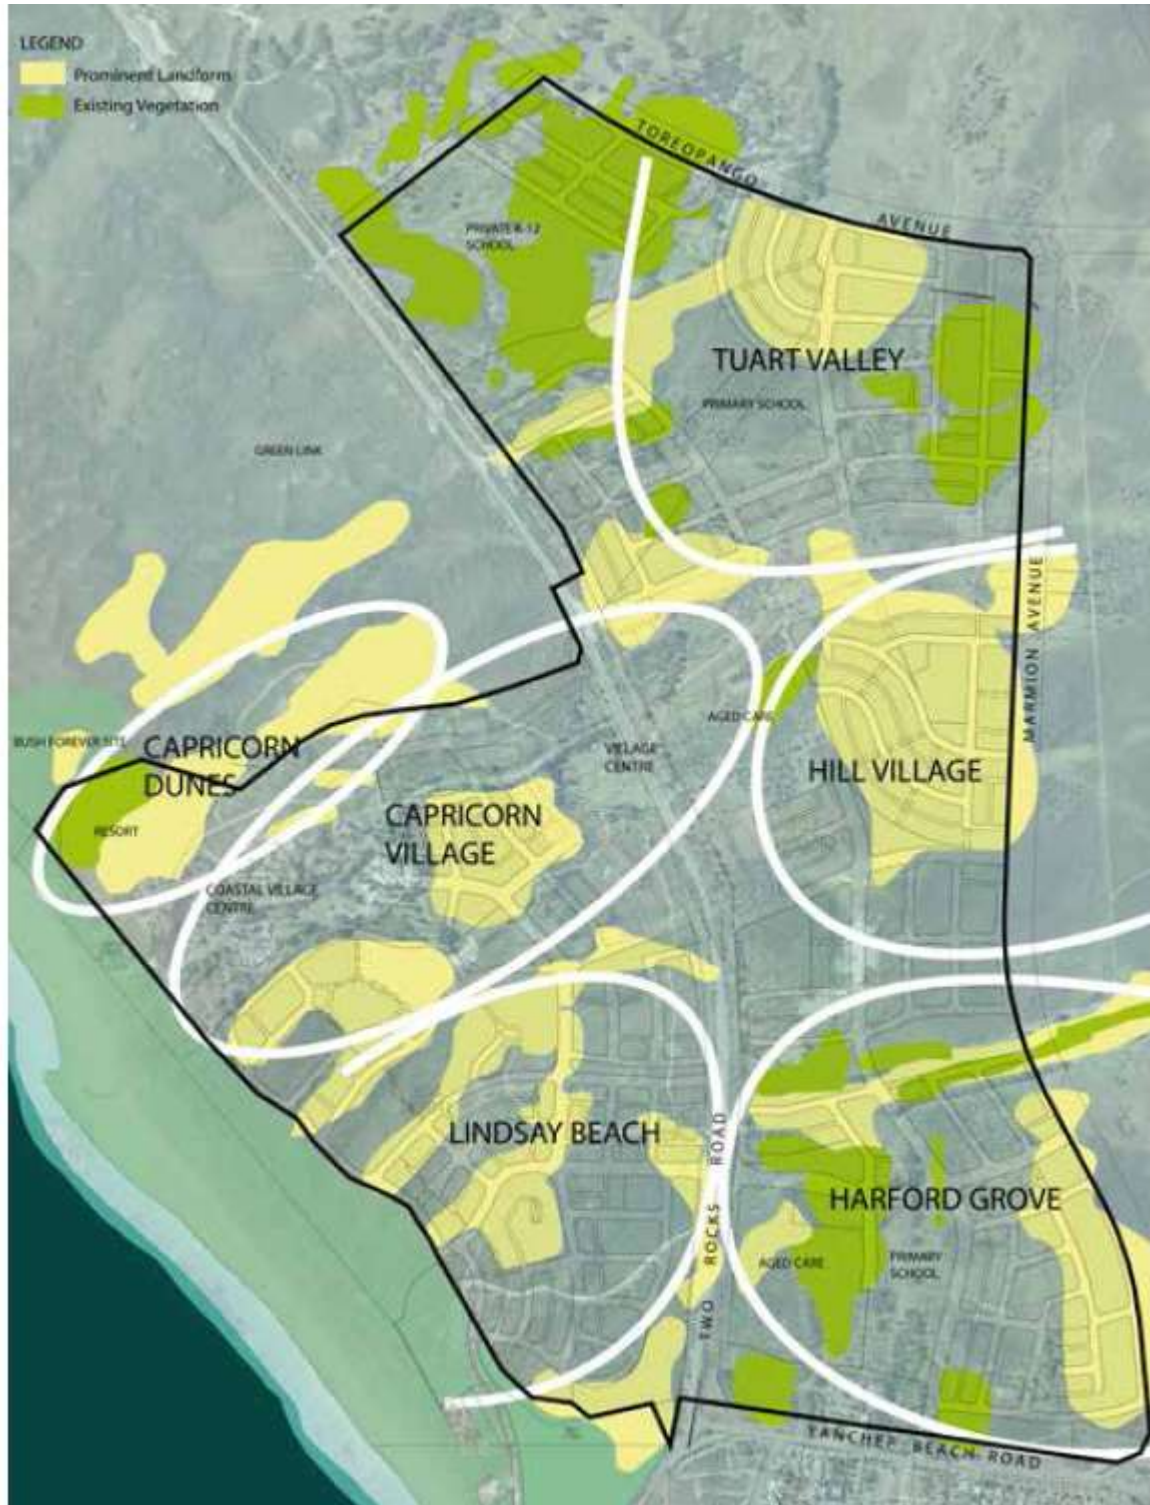 LEGEND
Prominent Landform
Existing Vegetation
TOREOPANGO
AVENUE
PRIVATE K-12
SCHOOL
TUART VALLEY
PRIMARY SCHOOL
GREEN LINK
MARMION AVENUE
BUSH FOREVER SITE
CAPRICORN
DUNES
RESORT
AGED CARE
VILLAGE
CENTRE
HILL VILLAGE
CAPRICORN
VILLAGE
COASTAL VILLAGE
CENTRE
LINDSAY BEACH
TWO ROCKS ROAD
HARFORD GROVE
AGED CARE
PRIMARY
SCHOOL
YANCHEP BEACH ROAD